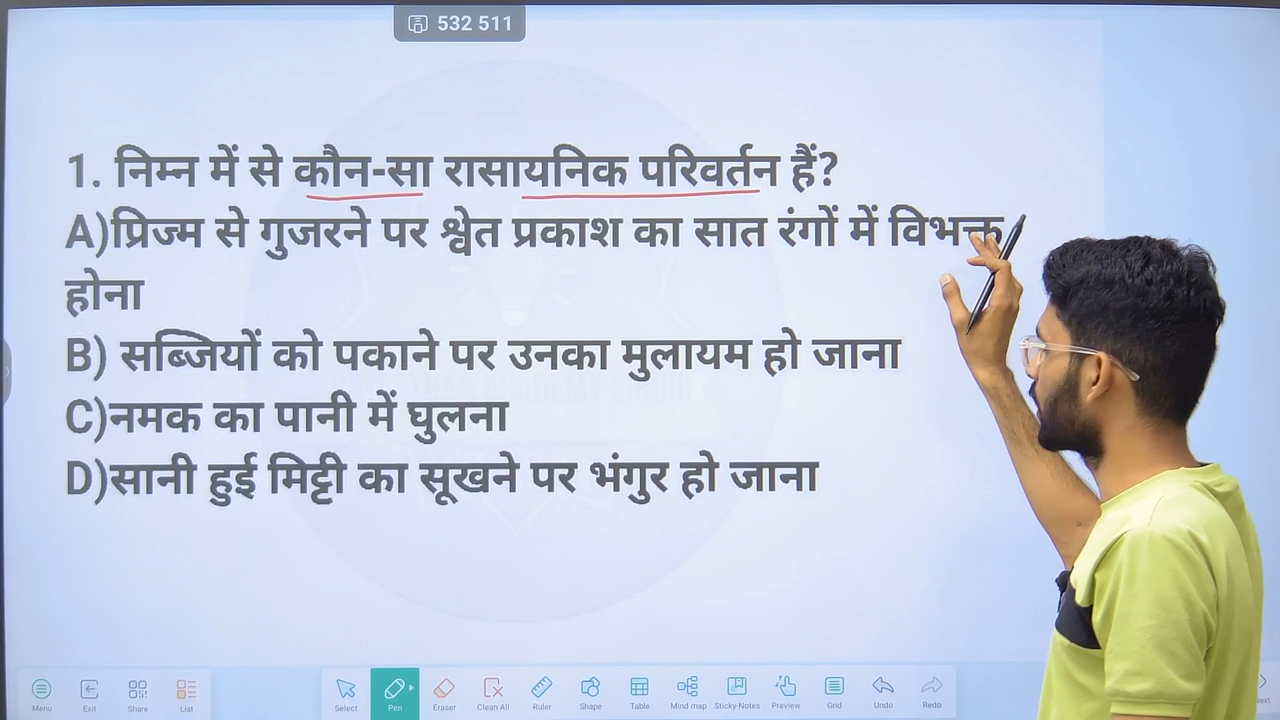 532 511
1. निम्न में से कौन-सा रासायनिक परिवर्तन हैं?
A)प्रिज्म से गुजरने पर श्वेत प्रकाश का सात रंगों में विभक्त
होना
B) सब्जियों को पकाने पर उनका मुलायम हो जाना
C)नमक का पानी में घुलना
D)सानी हुई मिट्टी का सूखने पर भंगुर हो जाना
Menu Exit Share List Select Pen Eraser Clean All Ruler Shape Table Mind map Sticky-Notes Preview Grid Undo Redo Next